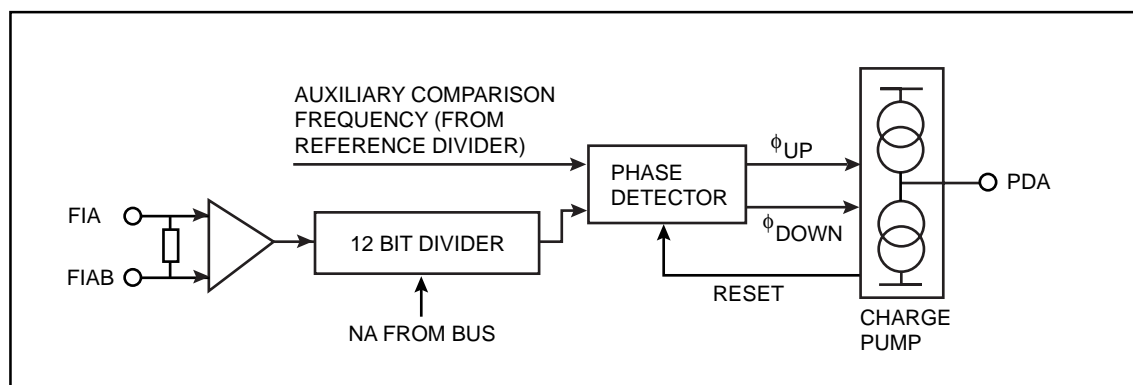 AUXILIARY COMPARISON
FREQUENCY (FROM
REFERENCE DIVIDER)
FIA
FIAB
12 BIT DIVIDER
NA FROM BUS
PHASE
DETECTOR
ϕUP
ϕDOWN
RESET
PDA
CHARGE
PUMP